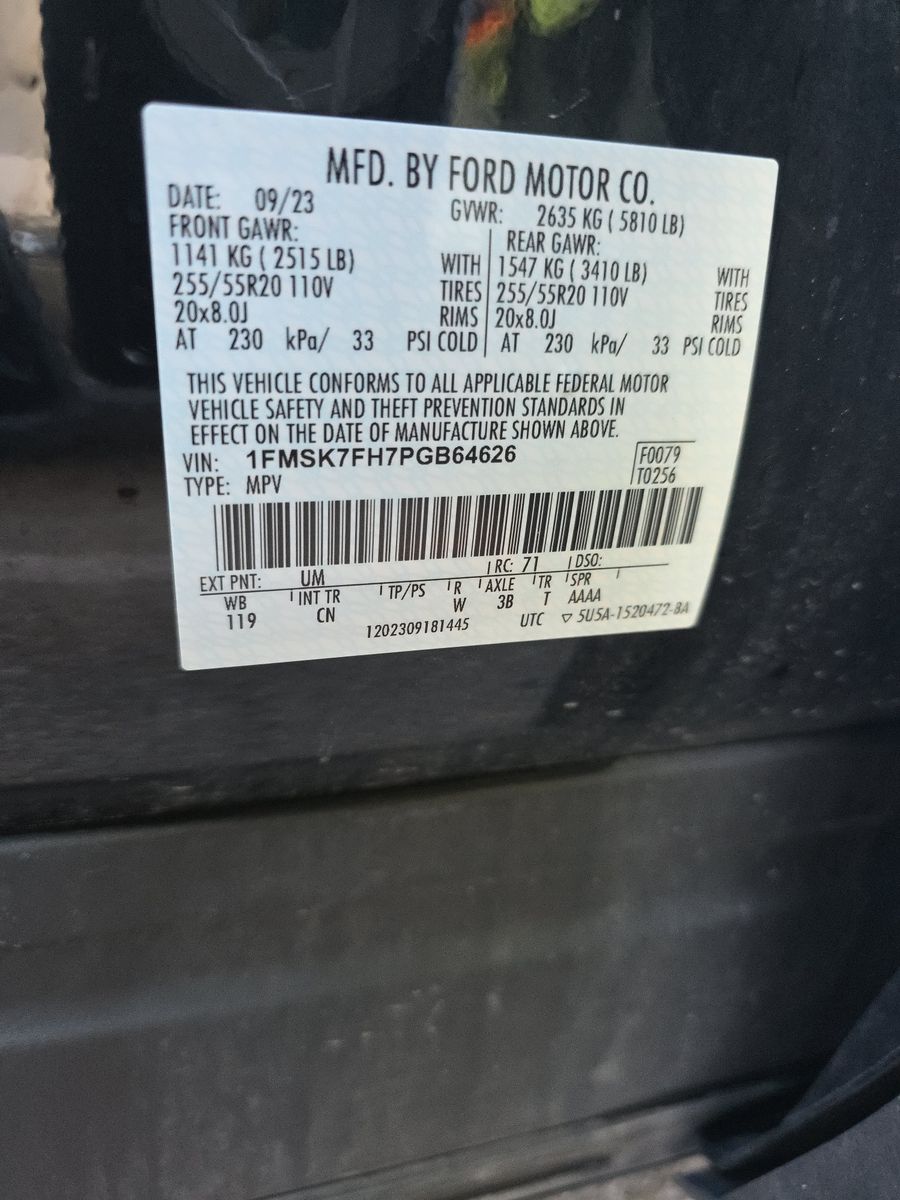 MFD. BY FORD MOTOR CO.
DATE: 09/23 GVWR: 2635 KG ( 5810 LB)
FRONT GAWR: REAR GAWR:
1141 KG ( 2515 LB) WITH 1547 KG ( 3410 LB) WITH
255/55R20 110V TIRES 255/55R20 110V TIRES
20x8.0J RIMS 20x8.0J RIMS
AT 230 kPa/ 33 PSI COLD AT 230 kPa/ 33 PSI COLD
THIS VEHICLE CONFORMS TO ALL APPLICABLE FEDERAL MOTOR
VEHICLE SAFETY AND THEFT PREVENTION STANDARDS IN
EFFECT ON THE DATE OF MANUFACTURE SHOWN ABOVE.
VIN: 1FMSK7FH7PGB64626 F0079
TYPE: MPV T0256
EXT PNT: UM RC: 71 DSO:
WB INT TR TP/PS R AXLE TR SPR
119 CN W 3B T AAAA
1202309181445 UTC ▽ 5U5A-1520472-BA